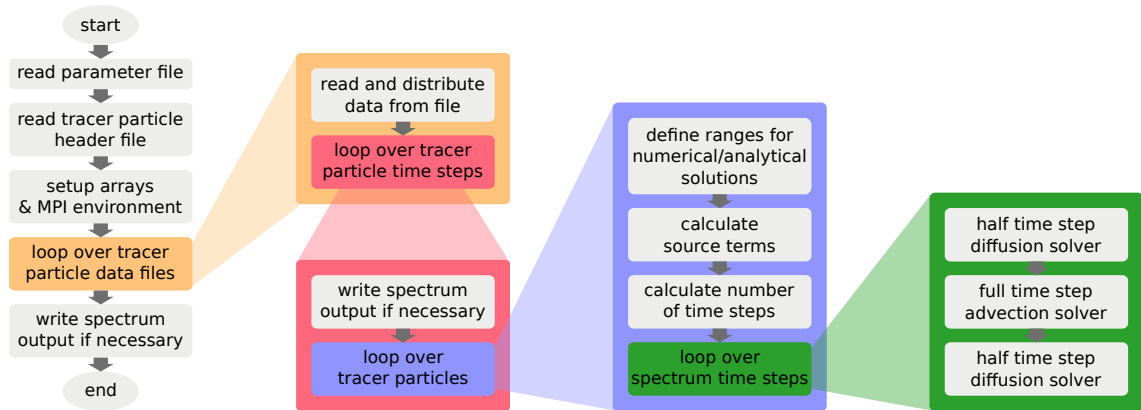 start
read parameter file
read tracer particle
header file
setup arrays
& MPI environment
loop over tracer
particle data files
write spectrum
output if necessary
end
read and distribute
data from file
loop over tracer
particle time steps
write spectrum
output if necessary
loop over
tracer particles
define ranges for
numerical/analytical
solutions
calculate
source terms
calculate number
of time steps
loop over
spectrum time steps
half time step
diffusion solver
full time step
advection solver
half time step
diffusion solver